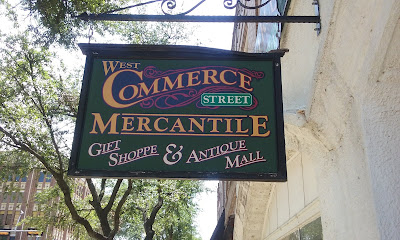 WEST
COMMERCE
STREET
MERCANTILE
GIFT
SHOPPE & ANTIQUE
MALL